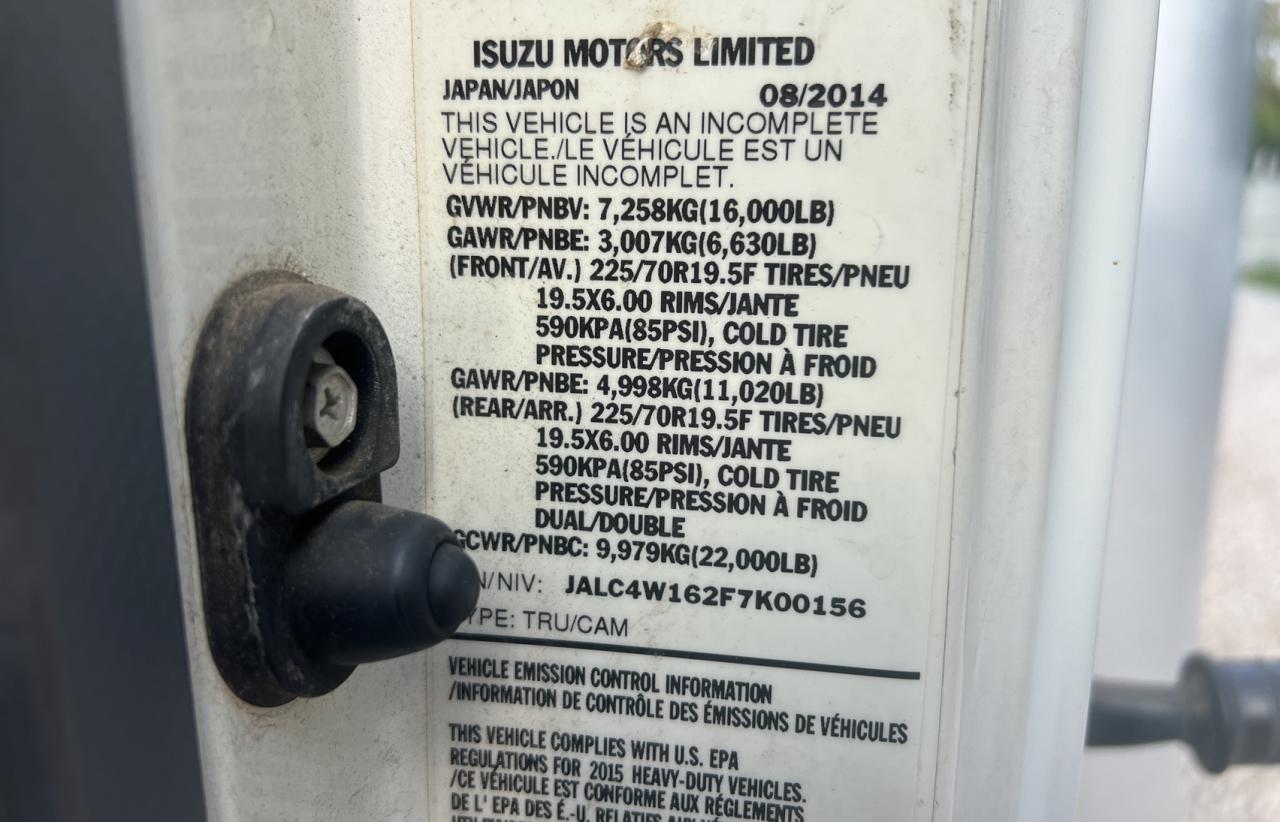 ISUZU MOTORS LIMITED
JAPAN/JAPON 08/2014
THIS VEHICLE IS AN INCOMPLETE
VEHICLE./LE VÉHICULE EST UN
VÉHICULE INCOMPLET.
GVWR/PNBV: 7,258KG(16,000LB)
GAWR/PNBE: 3,007KG(6,630LB)
(FRONT/AV.) 225/70R19.5F TIRES/PNEU
19.5X6.00 RIMS/JANTE
590KPA(85PSI), COLD TIRE
PRESSURE/PRESSION À FROID
GAWR/PNBE: 4,998KG(11,020LB)
(REAR/ARR.) 225/70R19.5F TIRES/PNEU
19.5X6.00 RIMS/JANTE
590KPA(85PSI), COLD TIRE
PRESSURE/PRESSION À FROID
DUAL/DOUBLE
GCWR/PNBC: 9,979KG(22,000LB)
N/NIV: JALC4W162F7K00156
YPE: TRU/CAM
VEHICLE EMISSION CONTROL INFORMATION
/INFORMATION DE CONTRÔLE DES ÉMISSIONS DE VÉHICULES
THIS VEHICLE COMPLIES WITH U.S. EPA
REGULATIONS FOR 2015 HEAVY-DUTY VEHICLES.
/CE VÉHICULE EST CONFORME AUX RÉGLEMENTS
DE L' EPA DES É.-U. RELATIFS AUX